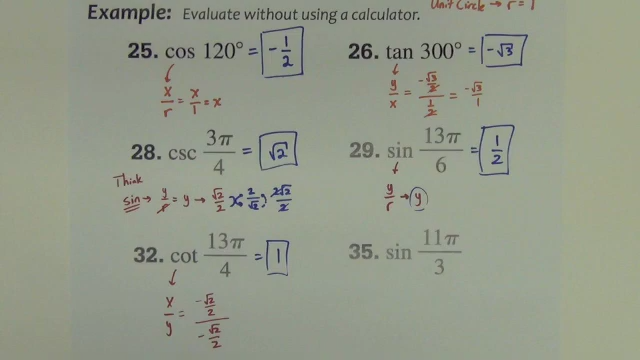 Unit Circle → r = 1
Example: Evaluate without using a calculator.
25. cos 120° = -1/2
x/r = x/1 = x
26. tan 300° = -√3
y/x = (-√3/2)/(1/2) = -√3/1
28. csc 3π/4 = √2
Think
sin → y/r = y → √2/2 2/√2, 2√2/2
29. sin 13π/6 = 1/2
y/r → y
32. cot 13π/4 = 1
x/y = (-√2/2)/(-√2/2)
35. sin 11π/3